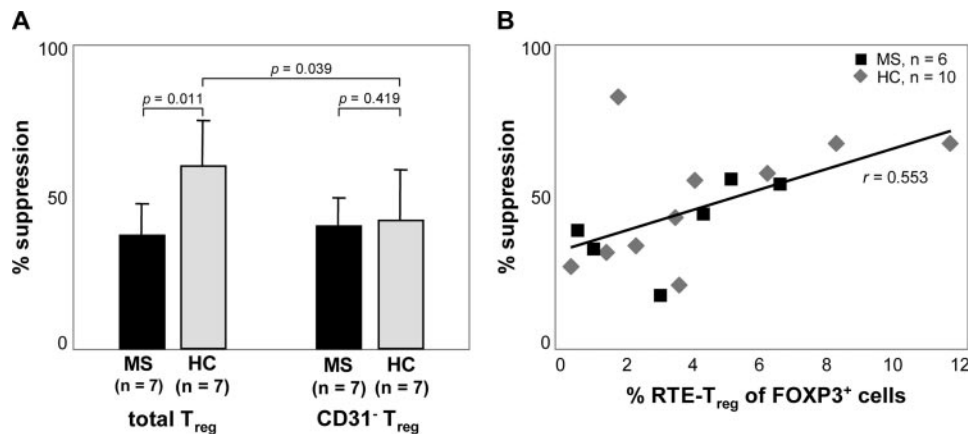 A
100
p = 0.039
p = 0.011
p = 0.419
% suppression
50
0
MS
(n = 7)
HC
(n = 7)
MS
(n = 7)
HC
(n = 7)
total Treg
CD31- Treg
B
100
MS, n = 6
HC, n = 10
% suppression
50
r = 0.553
0
0 2 4 6 8 10 12
% RTE-Treg of FOXP3+ cells